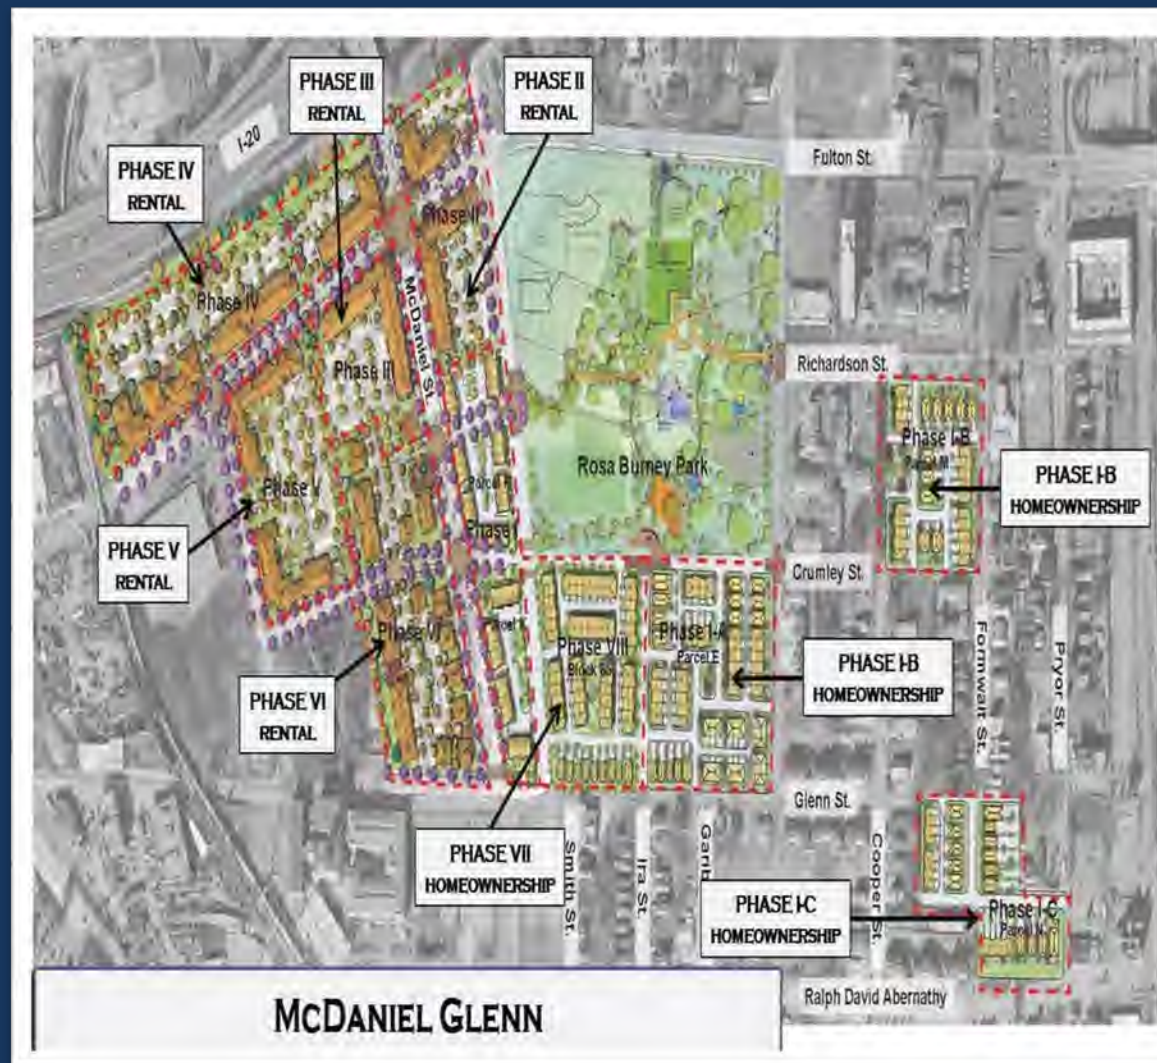 PHASE III
RENTAL
PHASE II
RENTAL
I-20
Fulton St.
PHASE IV
RENTAL
Phase II
McDaniel St.
Phase IV
Richardson St.
Phase III
Phase I-B
Parcel M
Rosa Burney Park
PHASE I-B
HOMEOWNERSHIP
Phase V
Phase I
PHASE V
RENTAL
Crumley St.
Phase VI
Phase VIII
Phase I-A
Parcel E
Formwalt St.
Pryor St.
PHASE I-B
HOMEOWNERSHIP
PHASE VI
RENTAL
Glenn St.
PHASE VII
HOMEOWNERSHIP
Smith St.
Ira St.
Cooper St.
PHASE I-C
HOMEOWNERSHIP
Phase I-C
Parcel N
Ralph David Abernathy
MCDANIEL GLENN